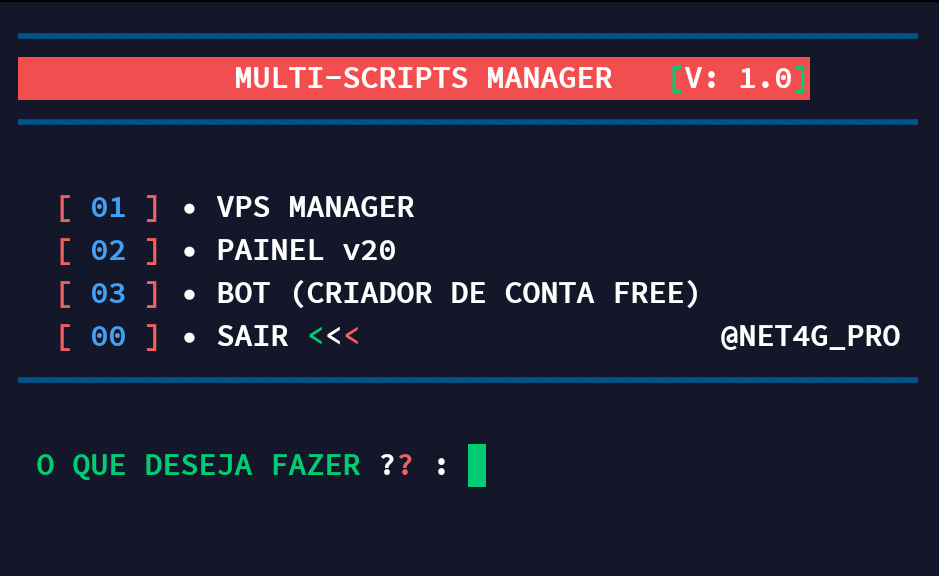 MULTI-SCRIPTS MANAGER [V: 1.0]
[ 01 ] • VPS MANAGER
[ 02 ] • PAINEL v20
[ 03 ] • BOT (CRIADOR DE CONTA FREE)
[ 00 ] • SAIR <<< @NET4G_PRO
O QUE DESEJA FAZER ?? :